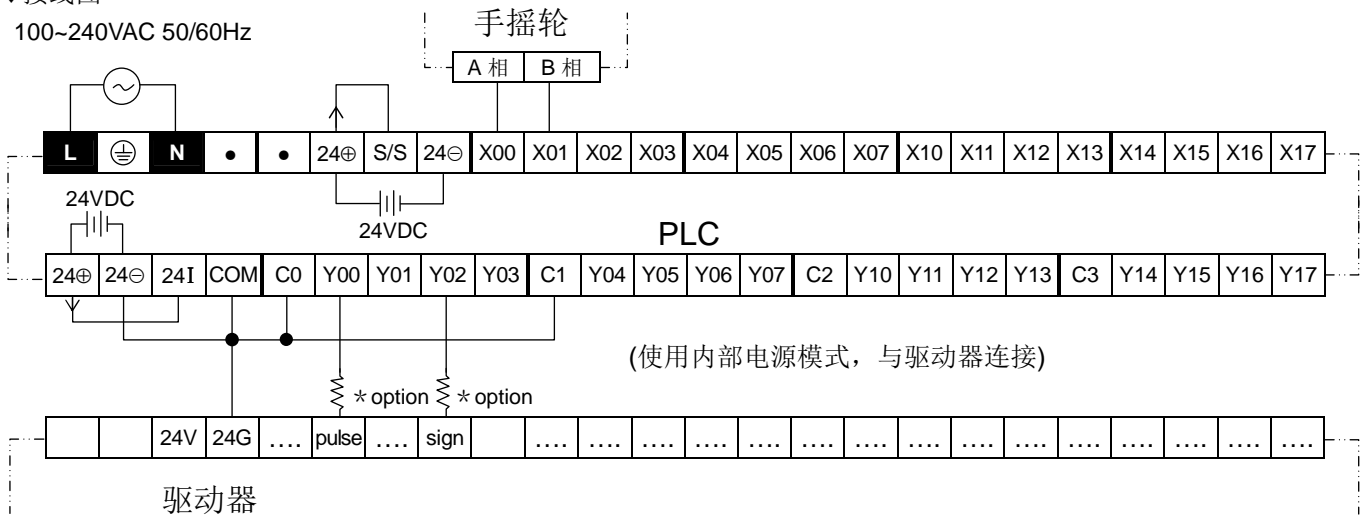 接线图
100~240VAC 50/60Hz
手摇轮
A 相 B 相
L N • • 24⊕ S/S 24⊖ X00 X01 X02 X03 X04 X05 X06 X07 X10 X11 X12 X13 X14 X15 X16 X17
24VDC
24VDC
PLC
24⊕ 24⊖ 24I COM C0 Y00 Y01 Y02 Y03 C1 Y04 Y05 Y06 Y07 C2 Y10 Y11 Y12 Y13 C3 Y14 Y15 Y16 Y17
(使用内部电源模式，与驱动器连接)
＊option ＊option
24V 24G .... pulse .... sign .... .... .... .... .... .... .... .... .... .... .... .... .... .... ....
驱动器